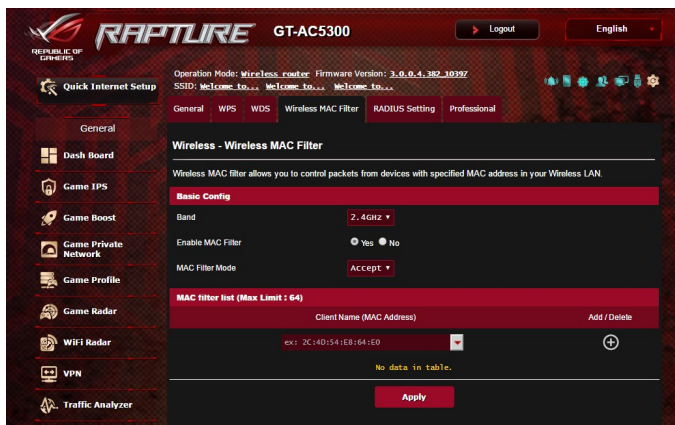 REPUBLIC OF
GAMERS
RAPTURE
GT-AC5300
Logout
English
Quick Internet Setup
Operation Mode: Wireless router Firmware Version: 3.0.0.4.382_10397
SSID: Welcome to... Welcome to... Welcome to...
General WPS WDS Wireless MAC Filter RADIUS Setting Professional
General
Dash Board
Game IPS
Game Boost
Game Private
Network
Game Profile
Game Radar
WiFi Radar
VPN
Traffic Analyzer
Wireless - Wireless MAC Filter
Wireless MAC filter allows you to control packets from devices with specified MAC address in your Wireless LAN.
Basic Config
Band 2.4GHz
Enable MAC Filter Yes No
MAC Filter Mode Accept
MAC filter list (Max Limit : 64)
Client Name (MAC Address) Add / Delete
ex: 2C:4D:54:E8:64:E0
No data in table.
Apply